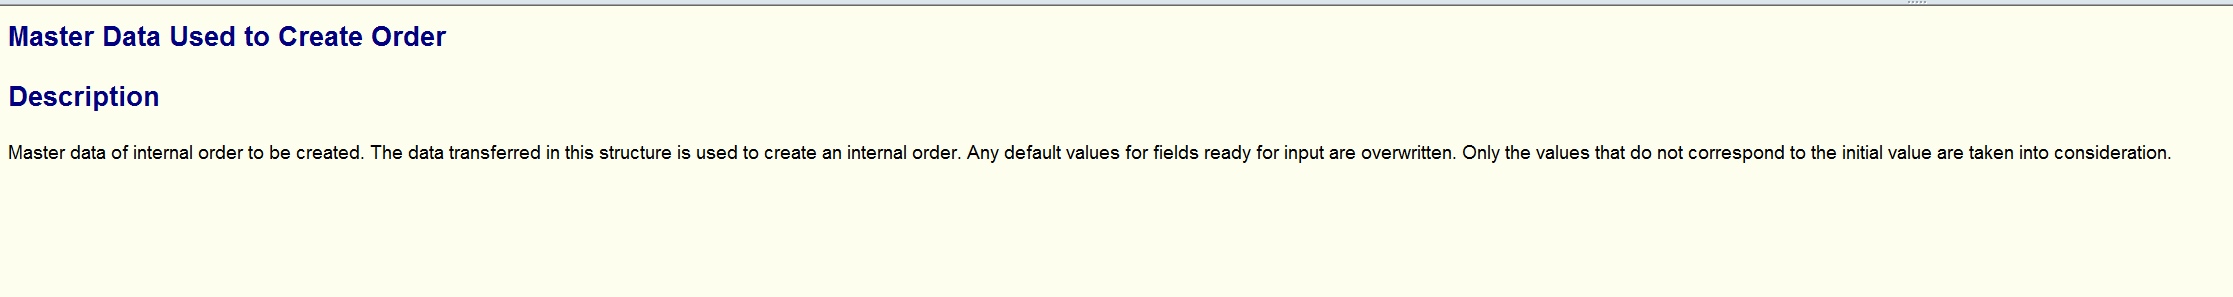 Master Data Used to Create Order
Description
Master data of internal order to be created. The data transferred in this structure is used to create an internal order. Any default values for fields ready for input are overwritten. Only the values that do not correspond to the initial value are taken into consideration.